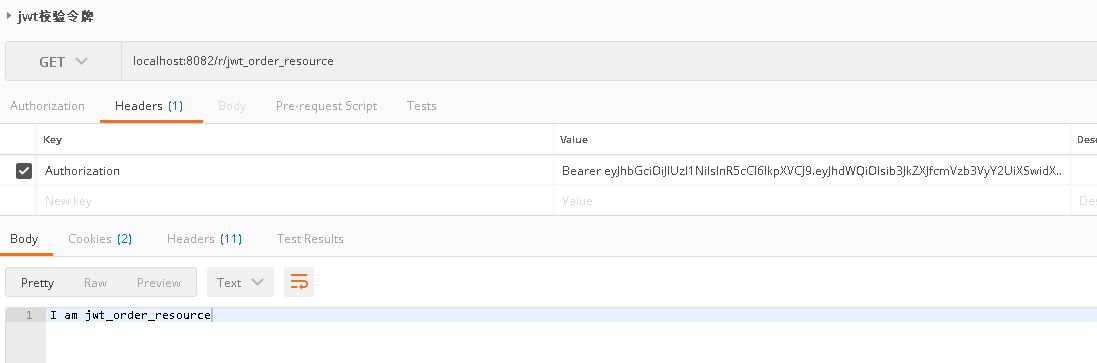 jwt校验令牌
GET localhost:8082/r/jwt_order_resource
Authorization Headers (1) Body Pre-request Script Tests
Key Value Desc
Authorization Bearer eyJhbGciOiJIUzI1NiIsInR5cCI6IkpXVCJ9.eyJhdWQiOlsib3JkZXJfcmVzb3VyY2UiXSwidX..
New key Value Des
Body Cookies (2) Headers (11) Test Results
Pretty Raw Preview Text
1 I am jwt_order_resource